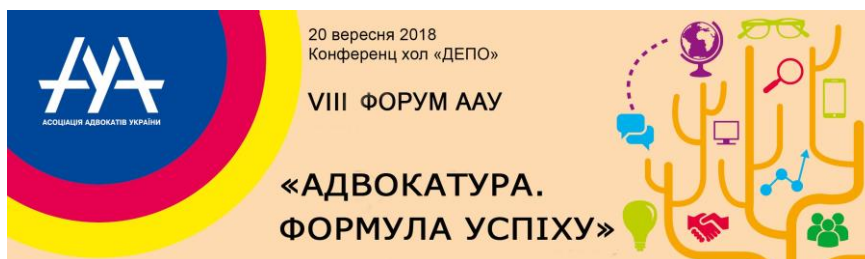 АУА
АСОЦІАЦІЯ АДВОКАТІВ УКРАЇНИ
20 вересня 2018
Конференц хол «ДЕПО»
VIII ФОРУМ ААУ
«АДВОКАТУРА.
ФОРМУЛА УСПІХУ»